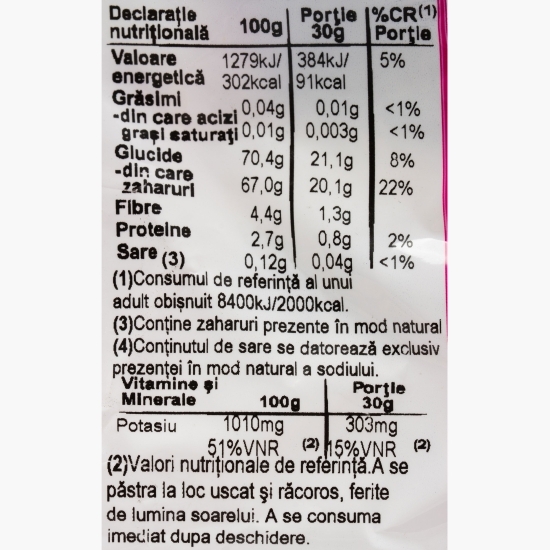 Declarație 100g Porție %CR(1)
nutrițională 30g Porție
Valoare 1279kJ/ 384kJ/ 5%
energetică 302kcal 91kcal
Grăsimi 0,04g 0,01g <1%
-din care acizi
grași saturați 0,01g 0,003g <1%
Glucide 70,4g 21,1g 8%
-din care
zaharuri 67,0g 20,1g 22%
Fibre 4,4g 1,3g
Proteine 2,7g 0,8g 2%
Sare (3) 0,12g 0,04g <1%
(1)Consumul de referință al unui
adult obișnuit 8400kJ/2000kcal.
(3)Conține zaharuri prezente în mod natural
(4)Conținutul de sare se datorează exclusiv
prezenței în mod natural a sodiului.
Vitamine și Porție
Minerale 100g 30g
Potasiu 1010mg 303mg
51%VNR (2) 15%VNR (2)
(2)Valori nutriționale de referință.A se
păstra la loc uscat și răcoros, ferite
de lumina soarelui. A se consuma
imediat dupa deschidere.